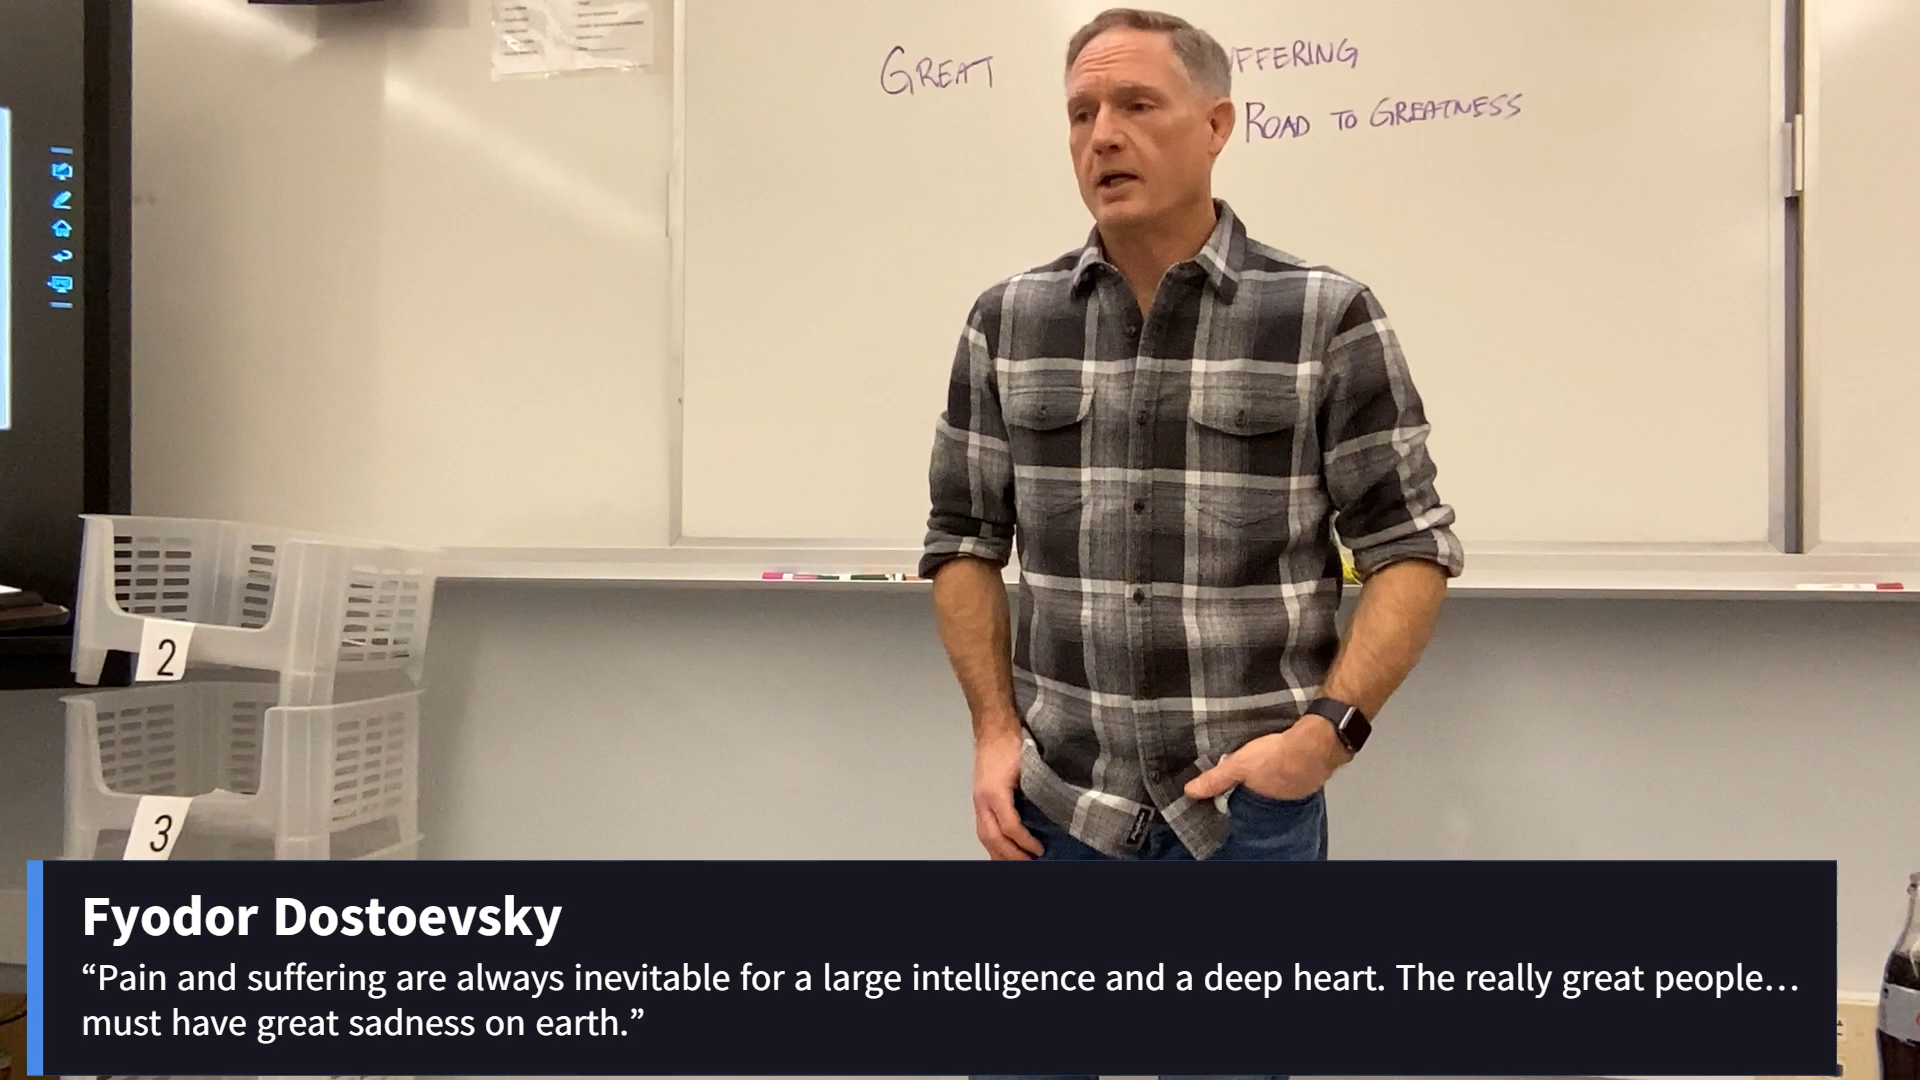 GREAT
FFERING
ROAD TO GREATNESS
2
3
Fyodor Dostoevsky
“Pain and suffering are always inevitable for a large intelligence and a deep heart. The really great people…
must have great sadness on earth.”